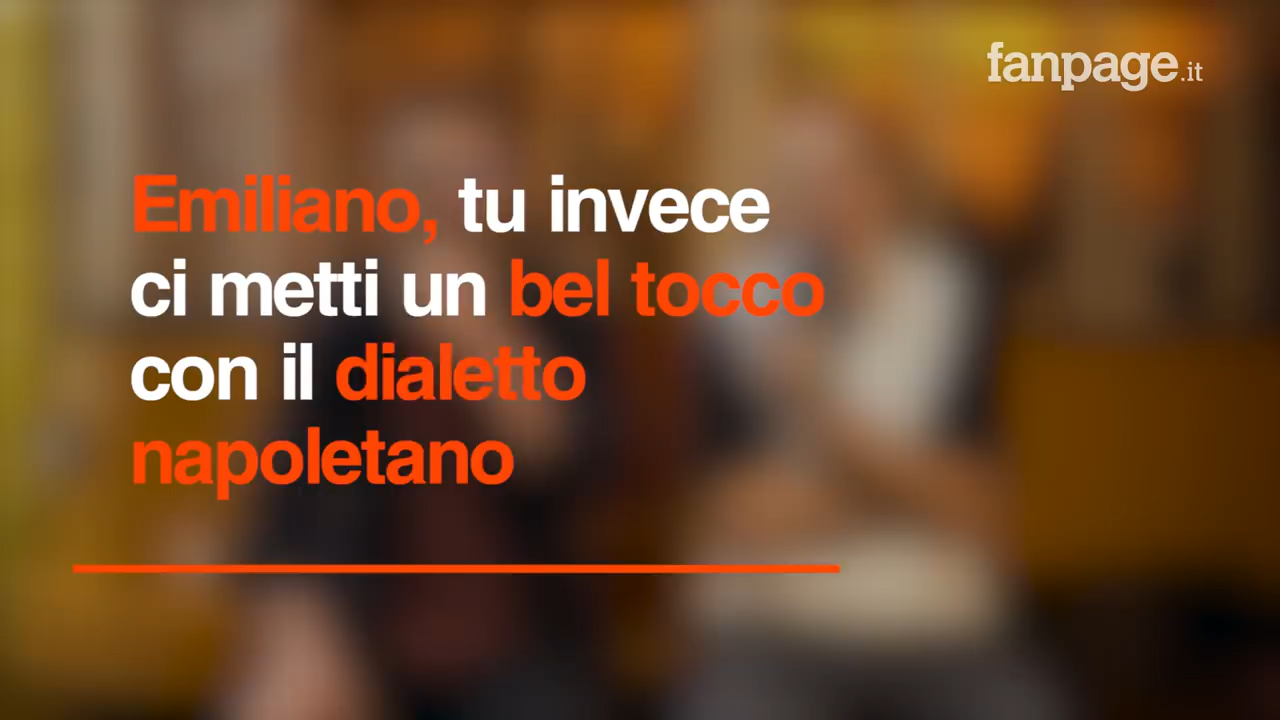 fanpage.it
Emiliano, tu invece
ci metti un bel tocco
con il dialetto
napoletano